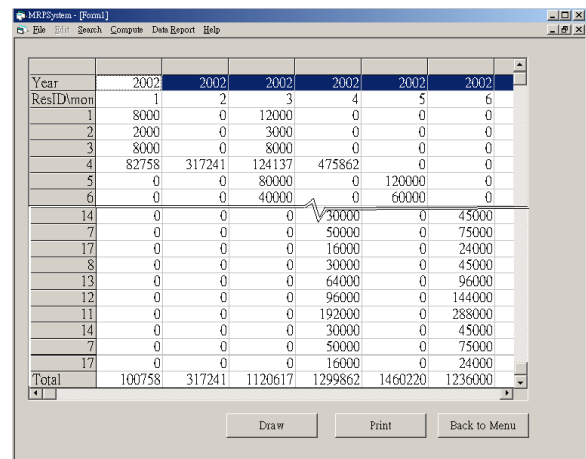 MRPSystem - [Form1]
File Edit Search Compute Data Report Help
Year 2002 2002 2002 2002 2002 2002
ResID\mon 1 2 3 4 5 6
1 8000 0 12000 0 0 0
2 2000 0 3000 0 0 0
3 8000 0 8000 0 0 0
4 82758 317241 124137 475862 0 0
5 0 0 80000 0 120000 0
6 0 0 40000 0 60000 0
14 0 0 0 30000 0 45000
7 0 0 0 50000 0 75000
17 0 0 0 16000 0 24000
8 0 0 0 30000 0 45000
13 0 0 0 64000 0 96000
12 0 0 0 96000 0 144000
11 0 0 0 192000 0 288000
14 0 0 0 30000 0 45000
7 0 0 0 50000 0 75000
17 0 0 0 16000 0 24000
Total 100758 317241 1120617 1299862 1460220 1236000
Draw Print Back to Menu